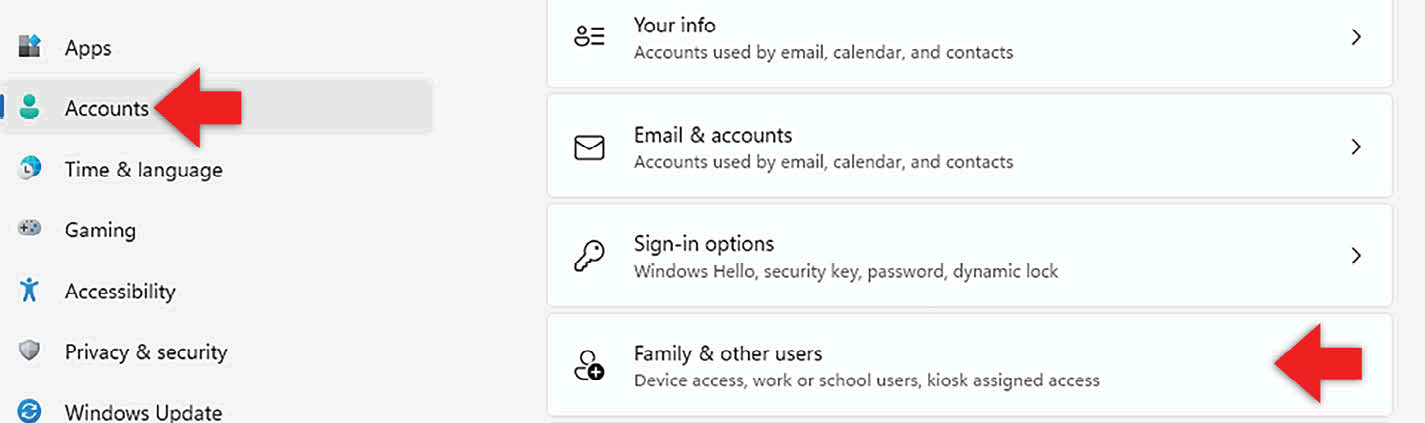 Apps
Accounts
Time & language
Gaming
Accessibility
Privacy & security
Windows Update
Your info
Accounts used by email, calendar, and contacts
Email & accounts
Accounts used by email, calendar, and contacts
Sign-in options
Windows Hello, security key, password, dynamic lock
Family & other users
Device access, work or school users, kiosk assigned access